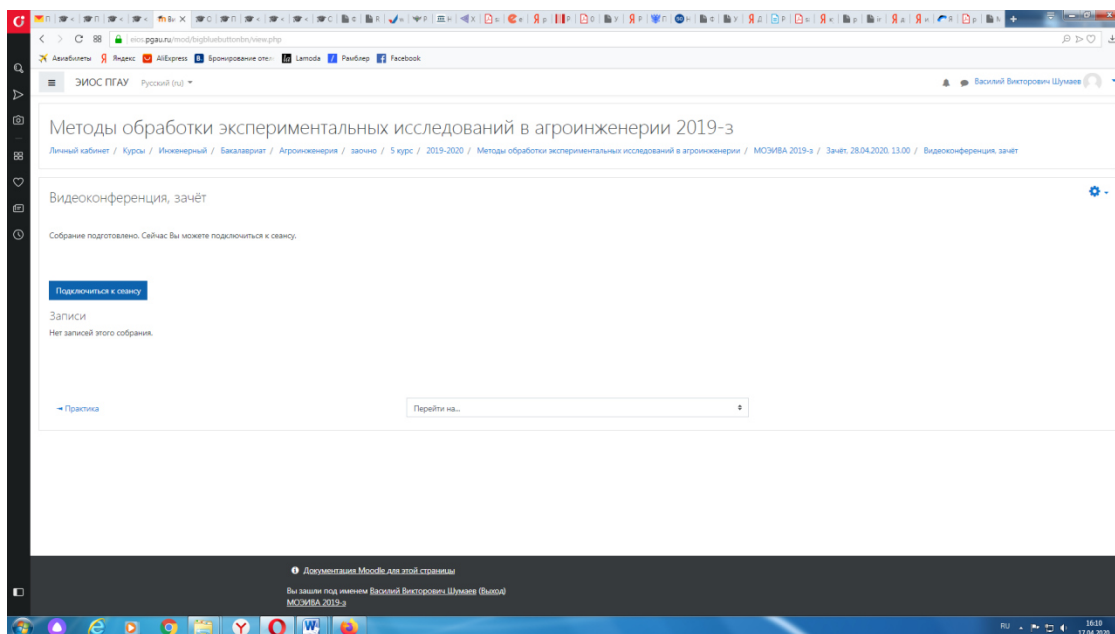 eios.pgau.ru/mod/bigbluebuttonbn/view.php
Авиабилеты Яндекс AliExpress Бронирование отел Lamoda Рамблер Facebook
ЭИОС ПГАУ Русский (ru)
Василий Викторович Шумаев
Методы обработки экспериментальных исследований в агроинженерии 2019-з
Личный кабинет / Курсы / Инженерный / Бакалавриат / Агроинженерия / заочно / 5 курс / 2019-2020 / Методы обработки экспериментальных исследований в агроинженерии / МОЭИВА 2019-з / Зачёт. 28.04.2020. 13.00 / Видеоконференция, зачёт
Видеоконференция, зачёт
Собрание подготовлено. Сейчас Вы можете подключиться к сеансу.
Подключиться к сеансу
Записи
Нет записей этого собрания.
◄ Практика
Перейти на...
Документация Moodle для этой страницы
Вы зашли под именем Василий Викторович Шумаев (Выход)
МОЭИВА 2019-з
RU
16:10
17.04.2020